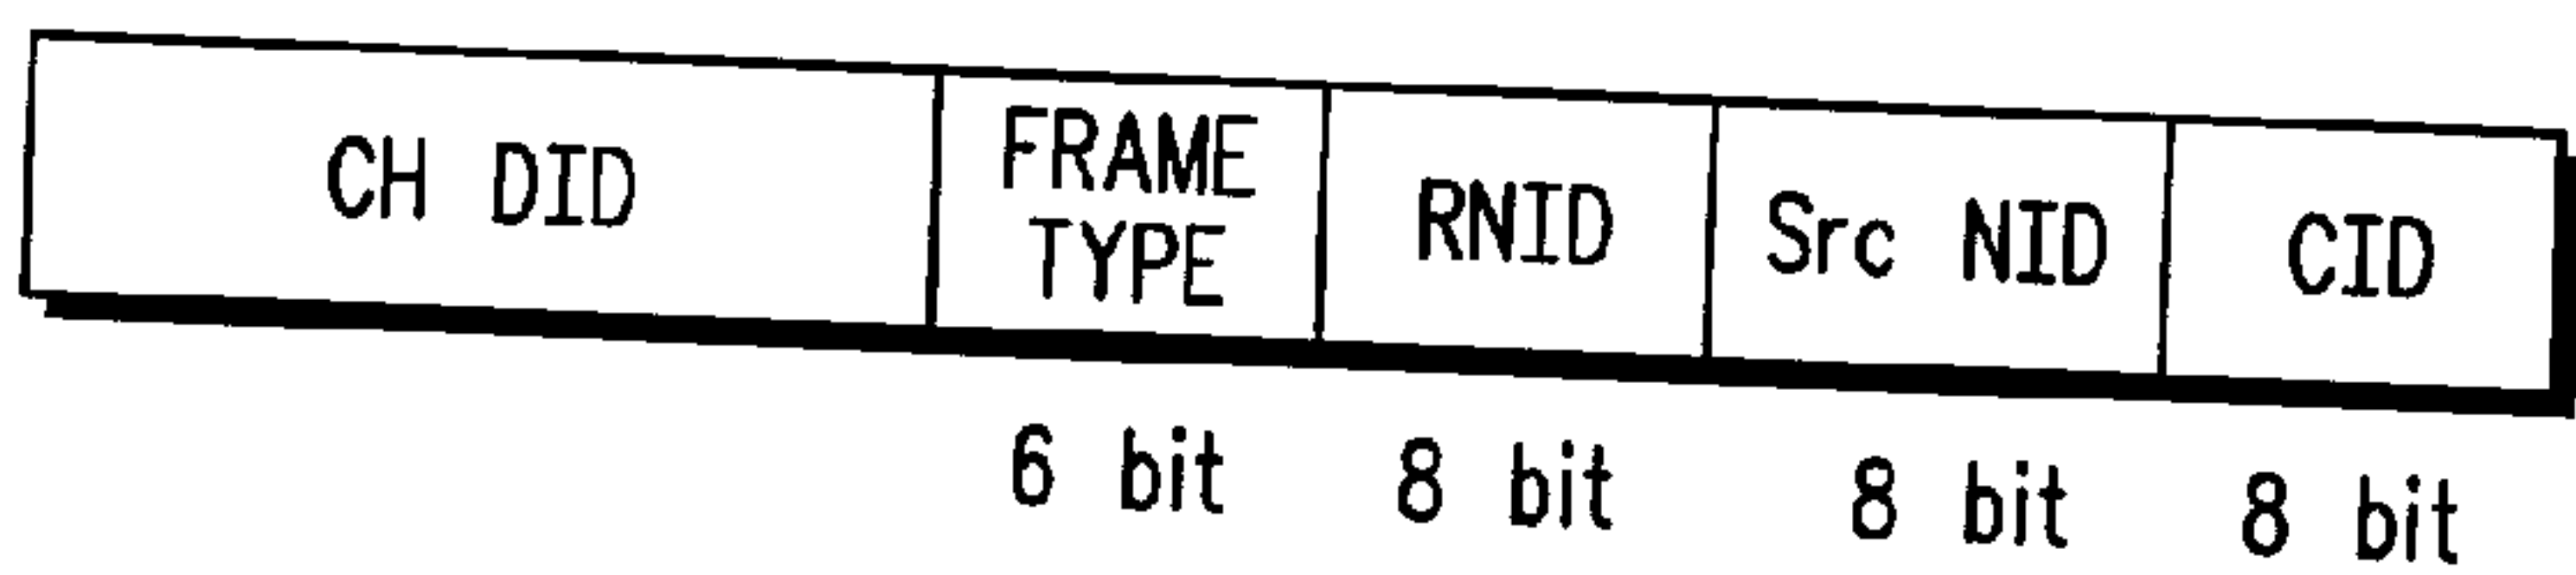 CH DID
FRAME
TYPE
RNID
Src NID
CID
6 bit
8 bit
8 bit
8 bit